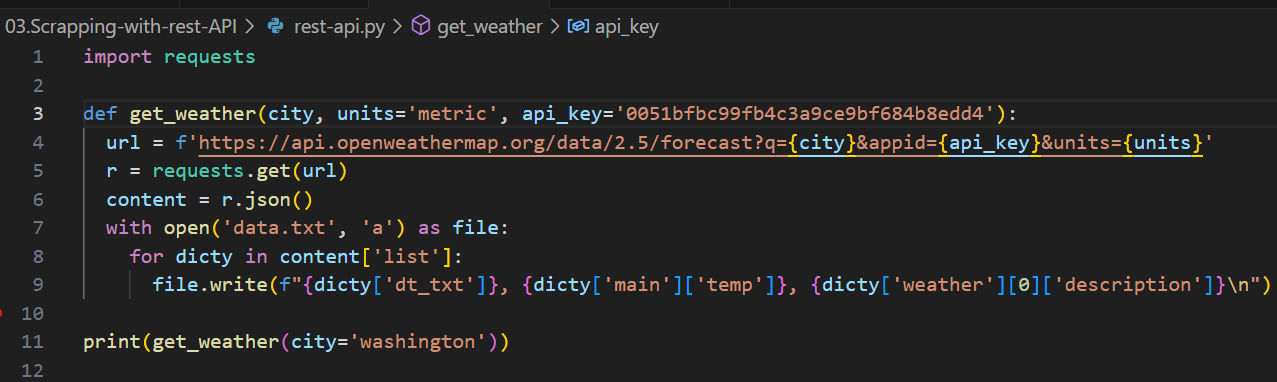 03.Scrapping-with-rest-API > rest-api.py > get_weather > api_key
1 import requests
2
3 def get_weather(city, units='metric', api_key='0051bfbc99fb4c3a9ce9bf684b8edd4'):
4 url = f'https://api.openweathermap.org/data/2.5/forecast?q={city}&appid={api_key}&units={units}'
5 r = requests.get(url)
6 content = r.json()
7 with open('data.txt', 'a') as file:
8 for dicty in content['list']:
9 file.write(f"{dicty['dt_txt']}, {dicty['main']['temp']}, {dicty['weather'][0]['description']}\n")
10
11 print(get_weather(city='washington'))
12